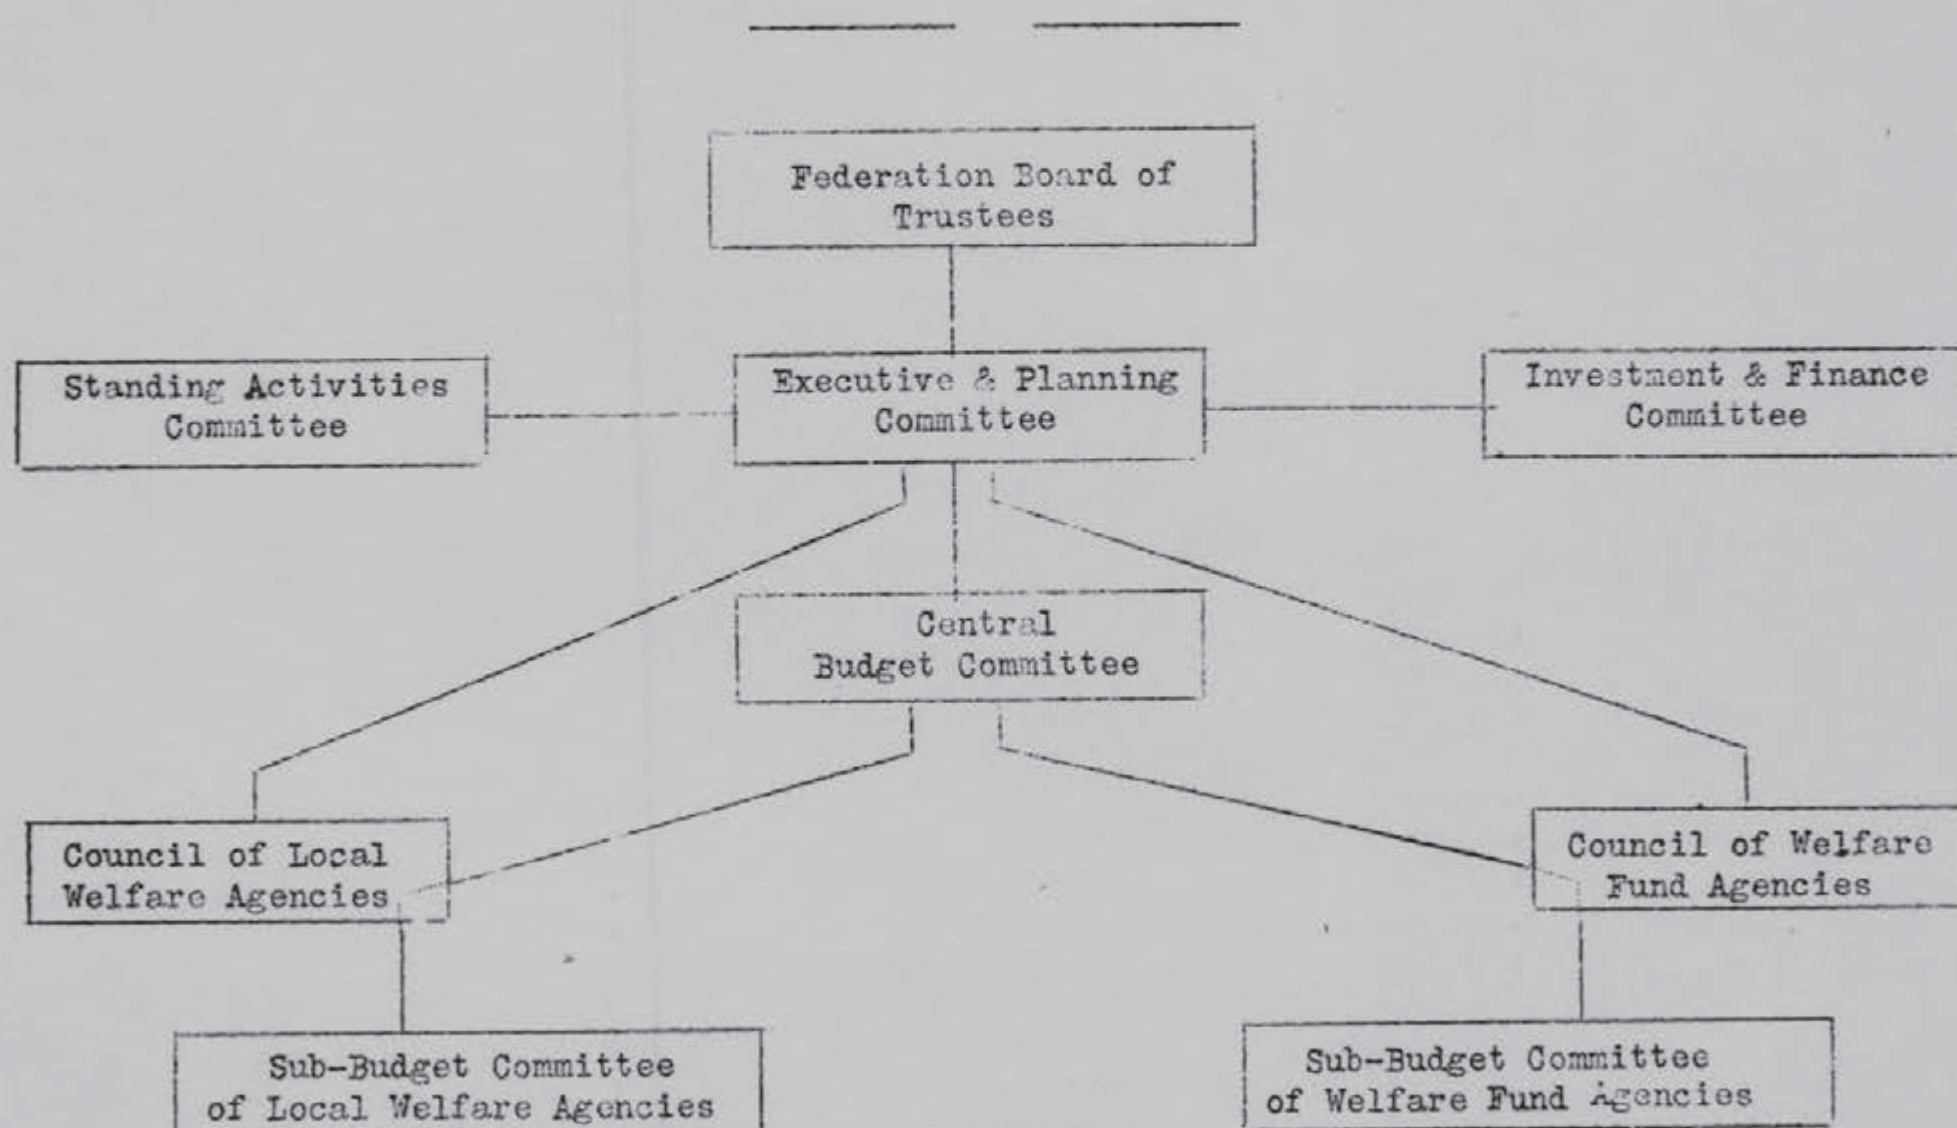 Federation Board of
Trustees
Standing Activities
Committee
Executive & Planning
Committee
Investment & Finance
Committee
Central
Budget Committee
Council of Local
Welfare Agencies
Council of Welfare
Fund Agencies
Sub-Budget Committee
of Local Welfare Agencies
Sub-Budget Committee
of Welfare Fund Agencies